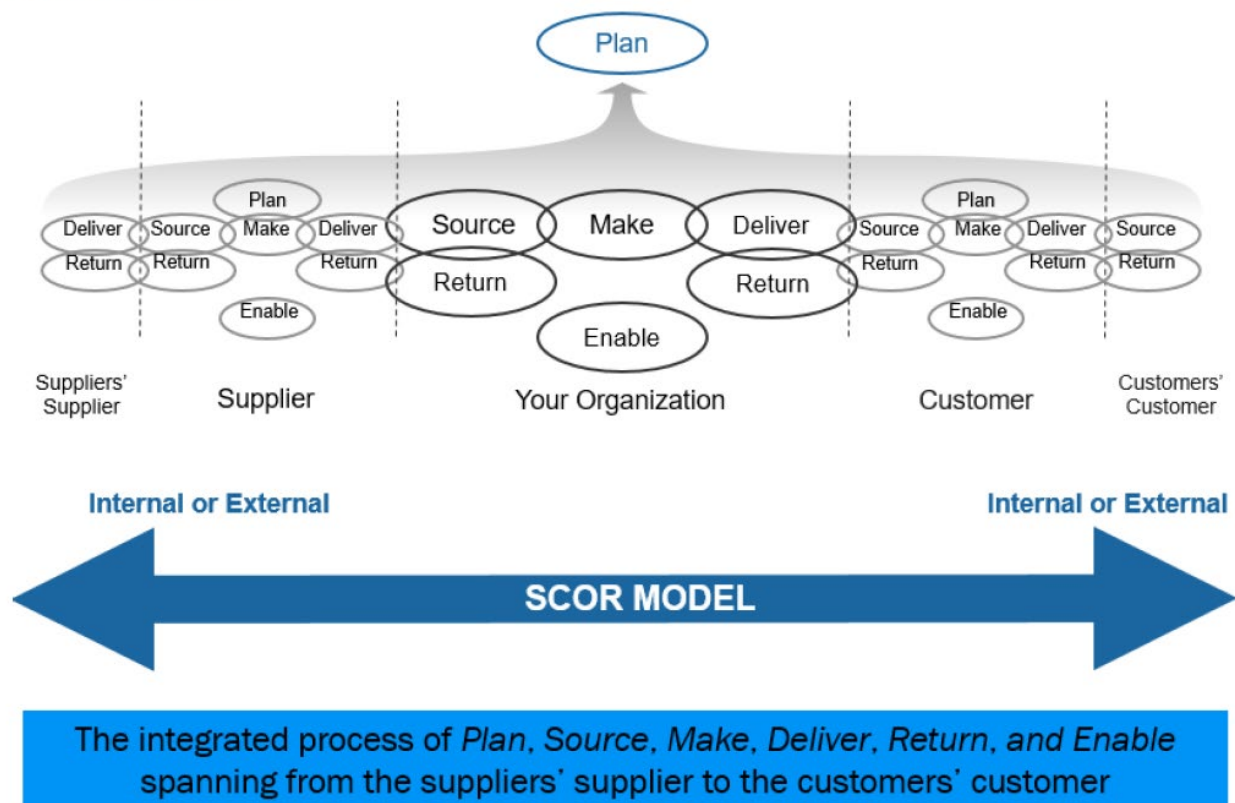 Plan
Plan
Plan
Deliver Source Make Deliver Source Make Deliver Source Make Deliver Source
Return Return Return Return Return Return Return Return
Enable Enable Enable
Suppliers'
Supplier
Supplier
Your Organization
Customer
Customers'
Customer
Internal or External
Internal or External
SCOR MODEL
The integrated process of Plan, Source, Make, Deliver, Return, and Enable
spanning from the suppliers' supplier to the customers' customer